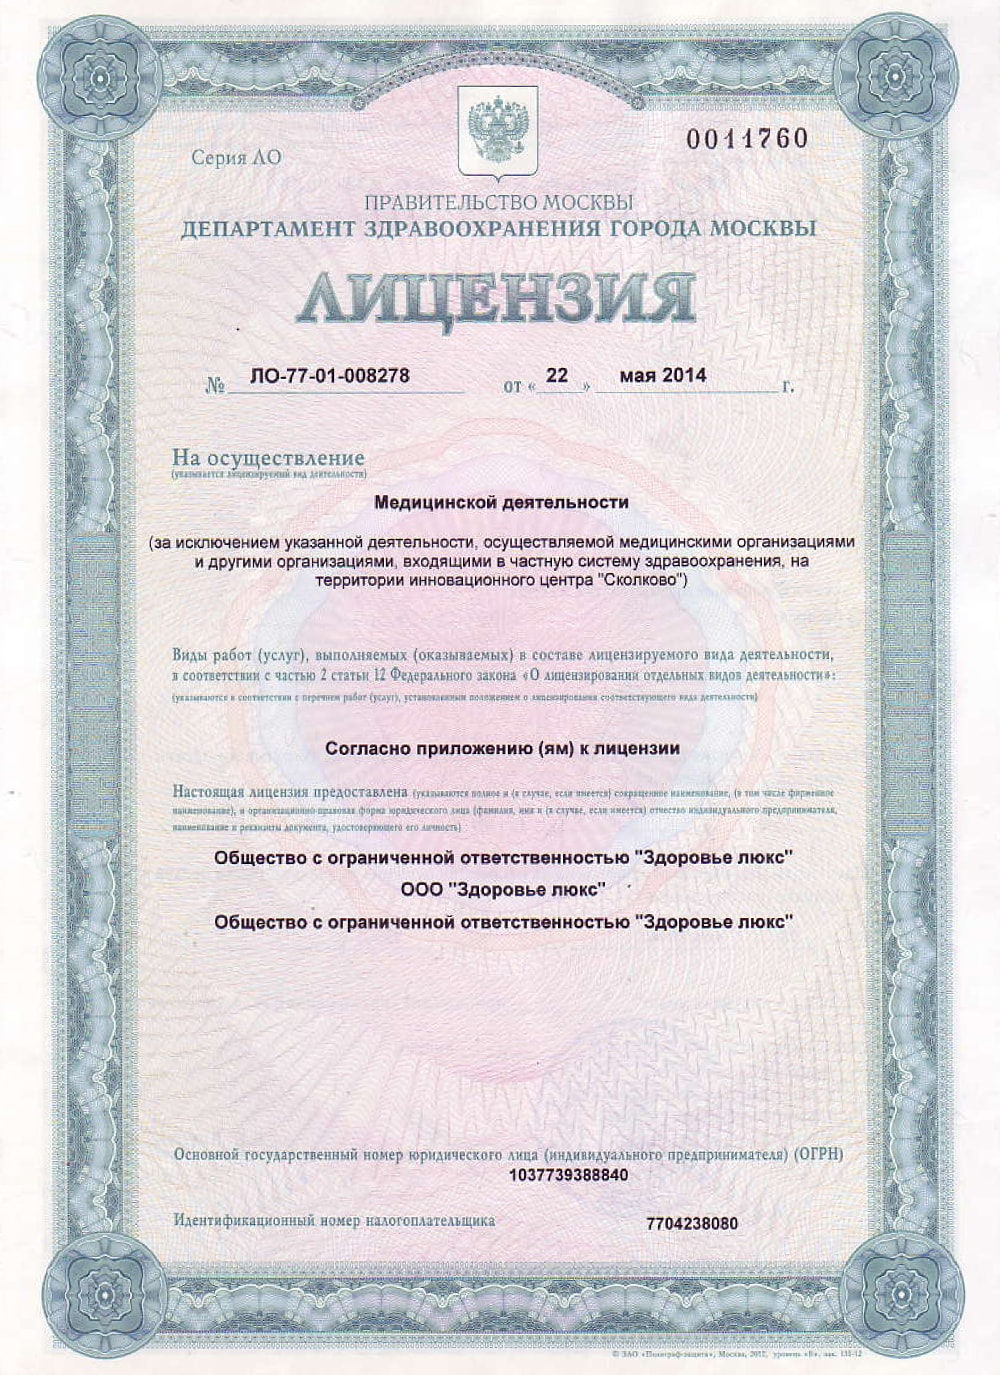 Серия ЛО
0011760
ПРАВИТЕЛЬСТВО МОСКВЫ
ДЕПАРТАМЕНТ ЗДРАВООХРАНЕНИЯ ГОРОДА МОСКВЫ
ЛИЦЕНЗИЯ
№ ЛО-77-01-008278 от « 22 » мая 2014 г.
На осуществление
(указывается лицензируемый вид деятельности)
Медицинской деятельности
(за исключением указанной деятельности, осуществляемой медицинскими организациями
и другими организациями, входящими в частную систему здравоохранения, на
территории инновационного центра "Сколково")
Виды работ (услуг), выполняемых (оказываемых) в составе лицензируемого вида деятельности,
в соответствии с частью 2 статьи 12 Федерального закона «О лицензировании отдельных видов деятельности»:
(указываются в соответствии с перечнем работ (услуг), установленным положением о лицензировании соответствующего вида деятельности)
Согласно приложению (ям) к лицензии
Настоящая лицензия предоставлена (указываются полное и (в случае, если имеется) сокращенное наименование, (в том числе фирменное
наименование), и организационно-правовая форма юридического лица (фамилия, имя и (в случае, если имеется) отчество индивидуального предпринимателя,
наименование и реквизиты документа, удостоверяющего его личность)
Общество с ограниченной ответственностью "Здоровье люкс"
ООО "Здоровье люкс"
Общество с ограниченной ответственностью "Здоровье люкс"
Основной государственный номер юридического лица (индивидуального предпринимателя) (ОГРН)
1037739388840
Идентификационный номер налогоплательщика 7704238080
© ЗАО «Полиграф-защита», Москва, 2012, уровень «В», зак. 131-12